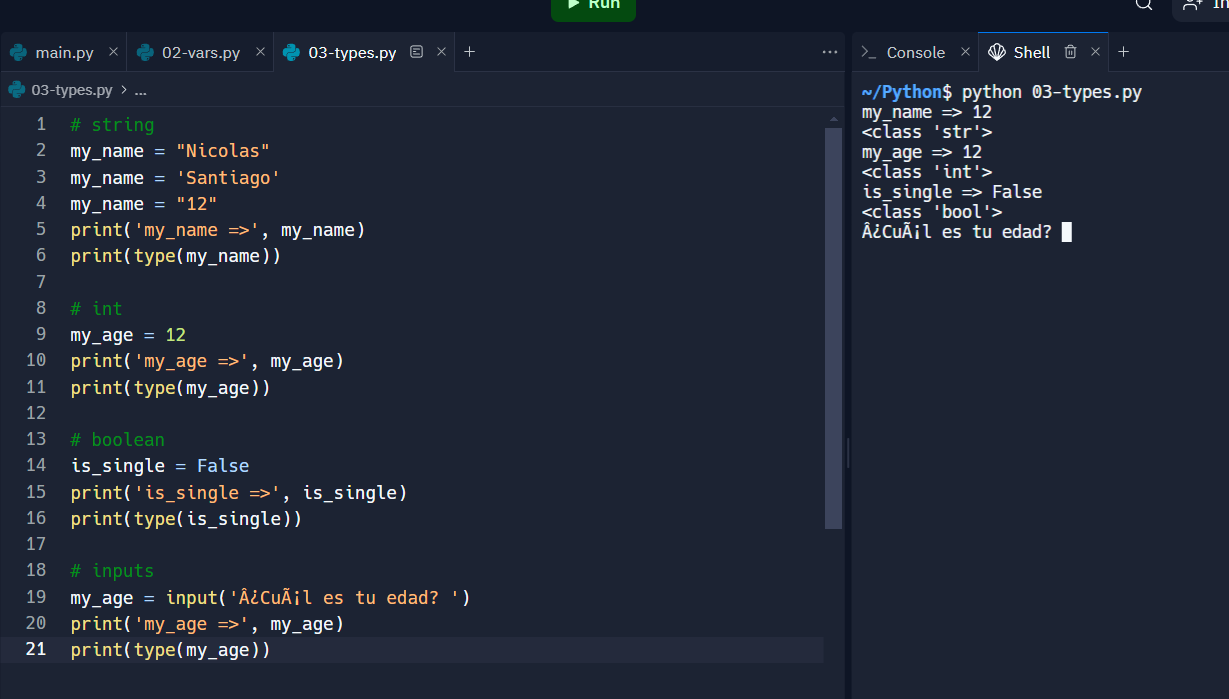 Run
main.py
02-vars.py
03-types.py
Console
Shell
03-types.py > ...
1 # string
2 my_name = "Nicolas"
3 my_name = 'Santiago'
4 my_name = "12"
5 print('my_name =>', my_name)
6 print(type(my_name))
7
8 # int
9 my_age = 12
10 print('my_age =>', my_age)
11 print(type(my_age))
12
13 # boolean
14 is_single = False
15 print('is_single =>', is_single)
16 print(type(is_single))
17
18 # inputs
19 my_age = input('Â¿CuÃ¡l es tu edad? ')
20 print('my_age =>', my_age)
21 print(type(my_age))
~/Python$ python 03-types.py
my_name => 12
<class 'str'>
my_age => 12
<class 'int'>
is_single => False
<class 'bool'>
Â¿CuÃ¡l es tu edad?